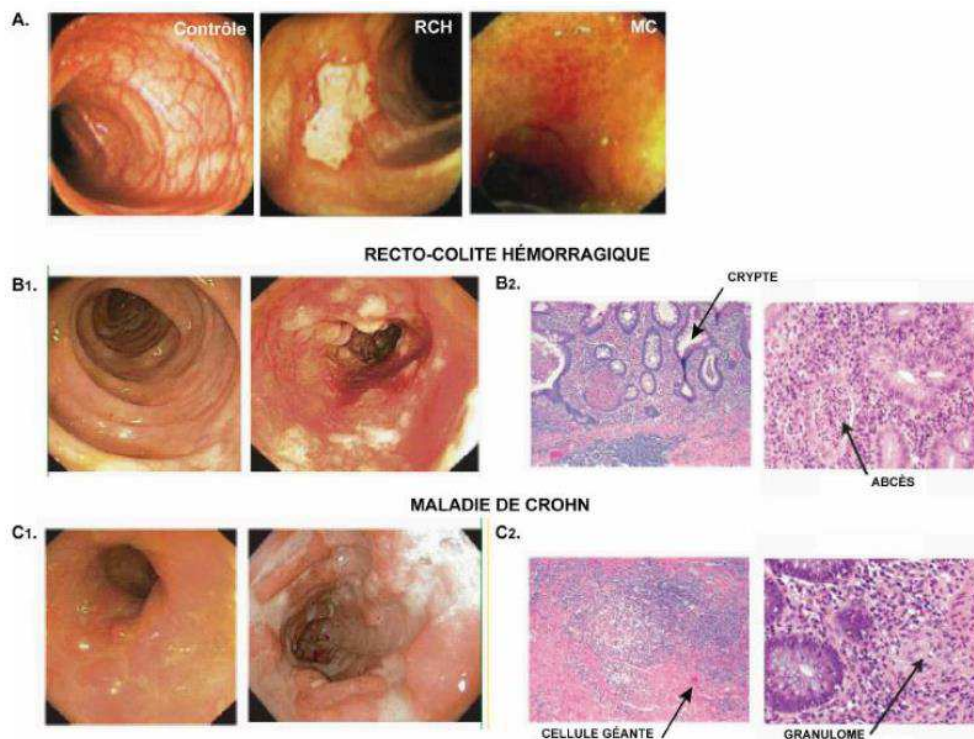 A.
Contrôle
RCH
MC
RECTO-COLITE HÉMORRAGIQUE
B1.
B2.
CRYPTE
ABCÈS
MALADIE DE CROHN
C1.
C2.
CELLULE GÉANTE
GRANULOME